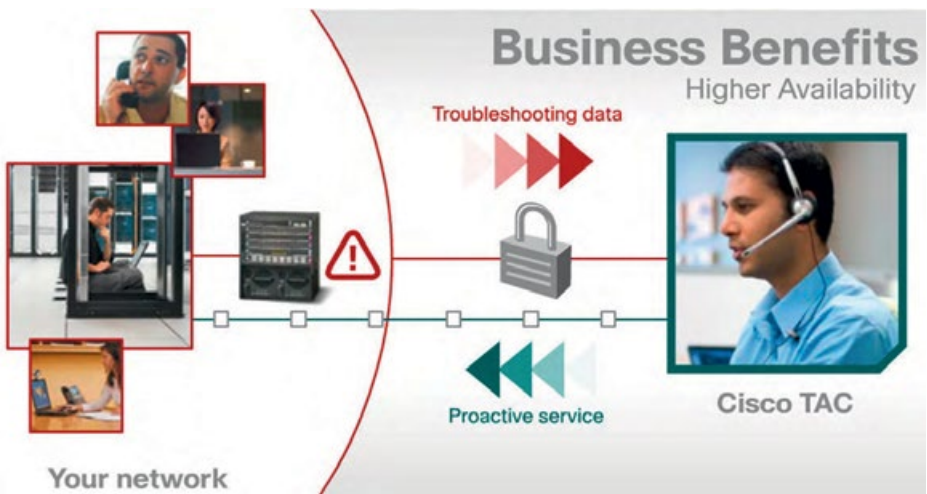 Business Benefits
Higher Availability
Troubleshooting data
Proactive service
Cisco TAC
Your network